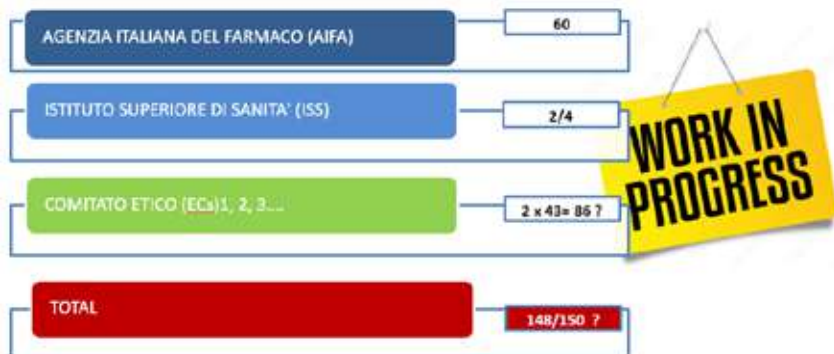 AGENZIA ITALIANA DEL FARMACO (AIFA)
60
ISTITUTO SUPERIORE DI SANITA' (ISS)
2/4
COMITATO ETICO (ECs)1, 2, 3....
2 x 43= 86 ?
TOTAL
148/150 ?
WORK IN
PROGRESS